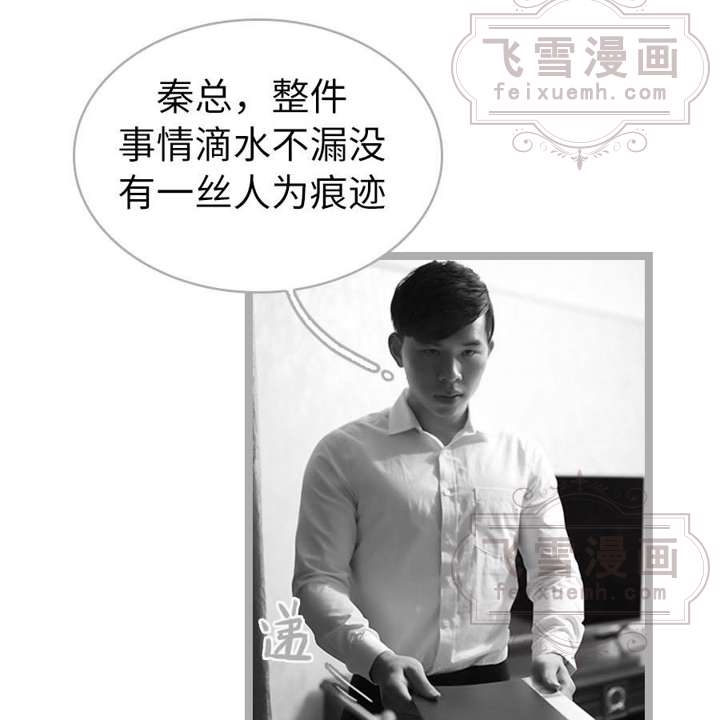 飞雪漫画
feixuemh.com
秦总，整件
事情滴水不漏没
有一丝人为痕迹
飞雪漫画
feixuemh.com
递